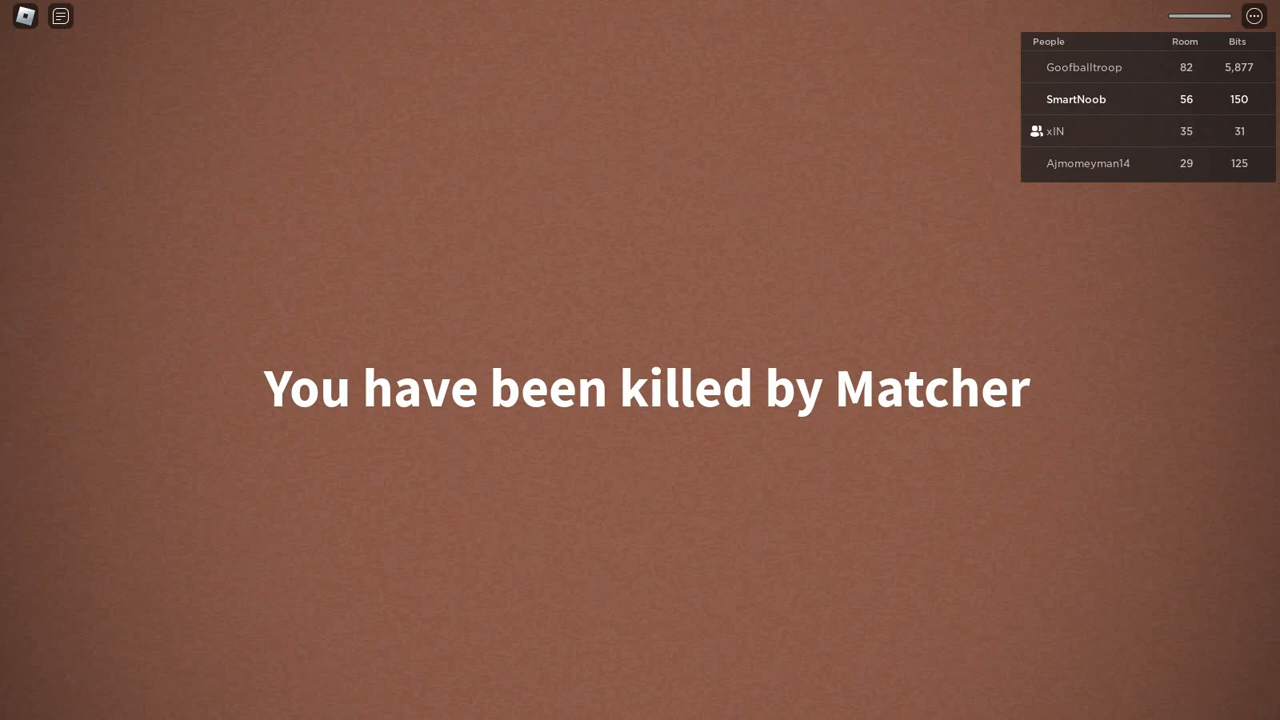 People Room Bits
Goofballtroop 82 5,877
SmartNoob 56 150
xIN 35 31
Ajmomeyman14 29 125
You have been killed by Matcher